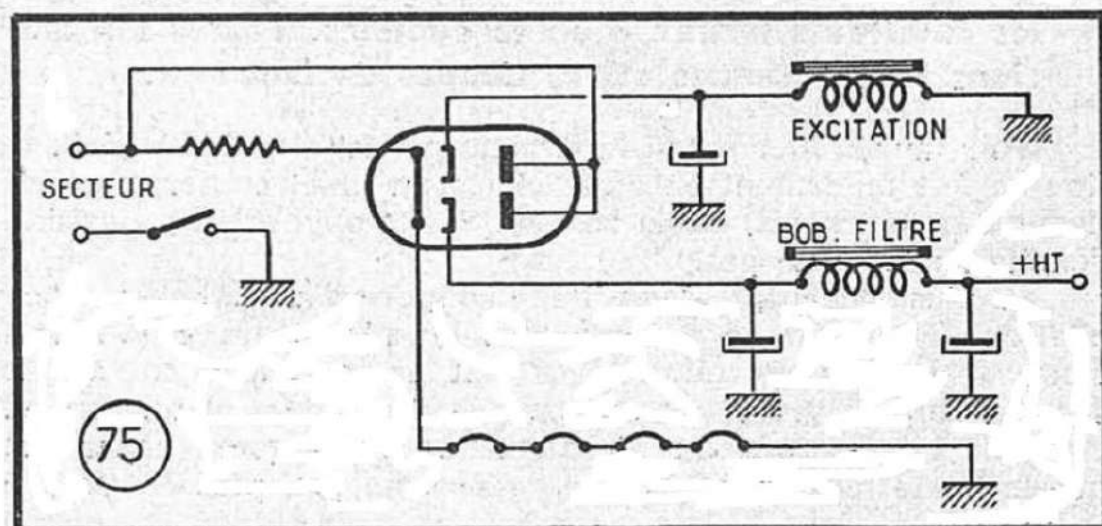 EXCITATION
SECTEUR
BOB. FILTRE
+HT
75